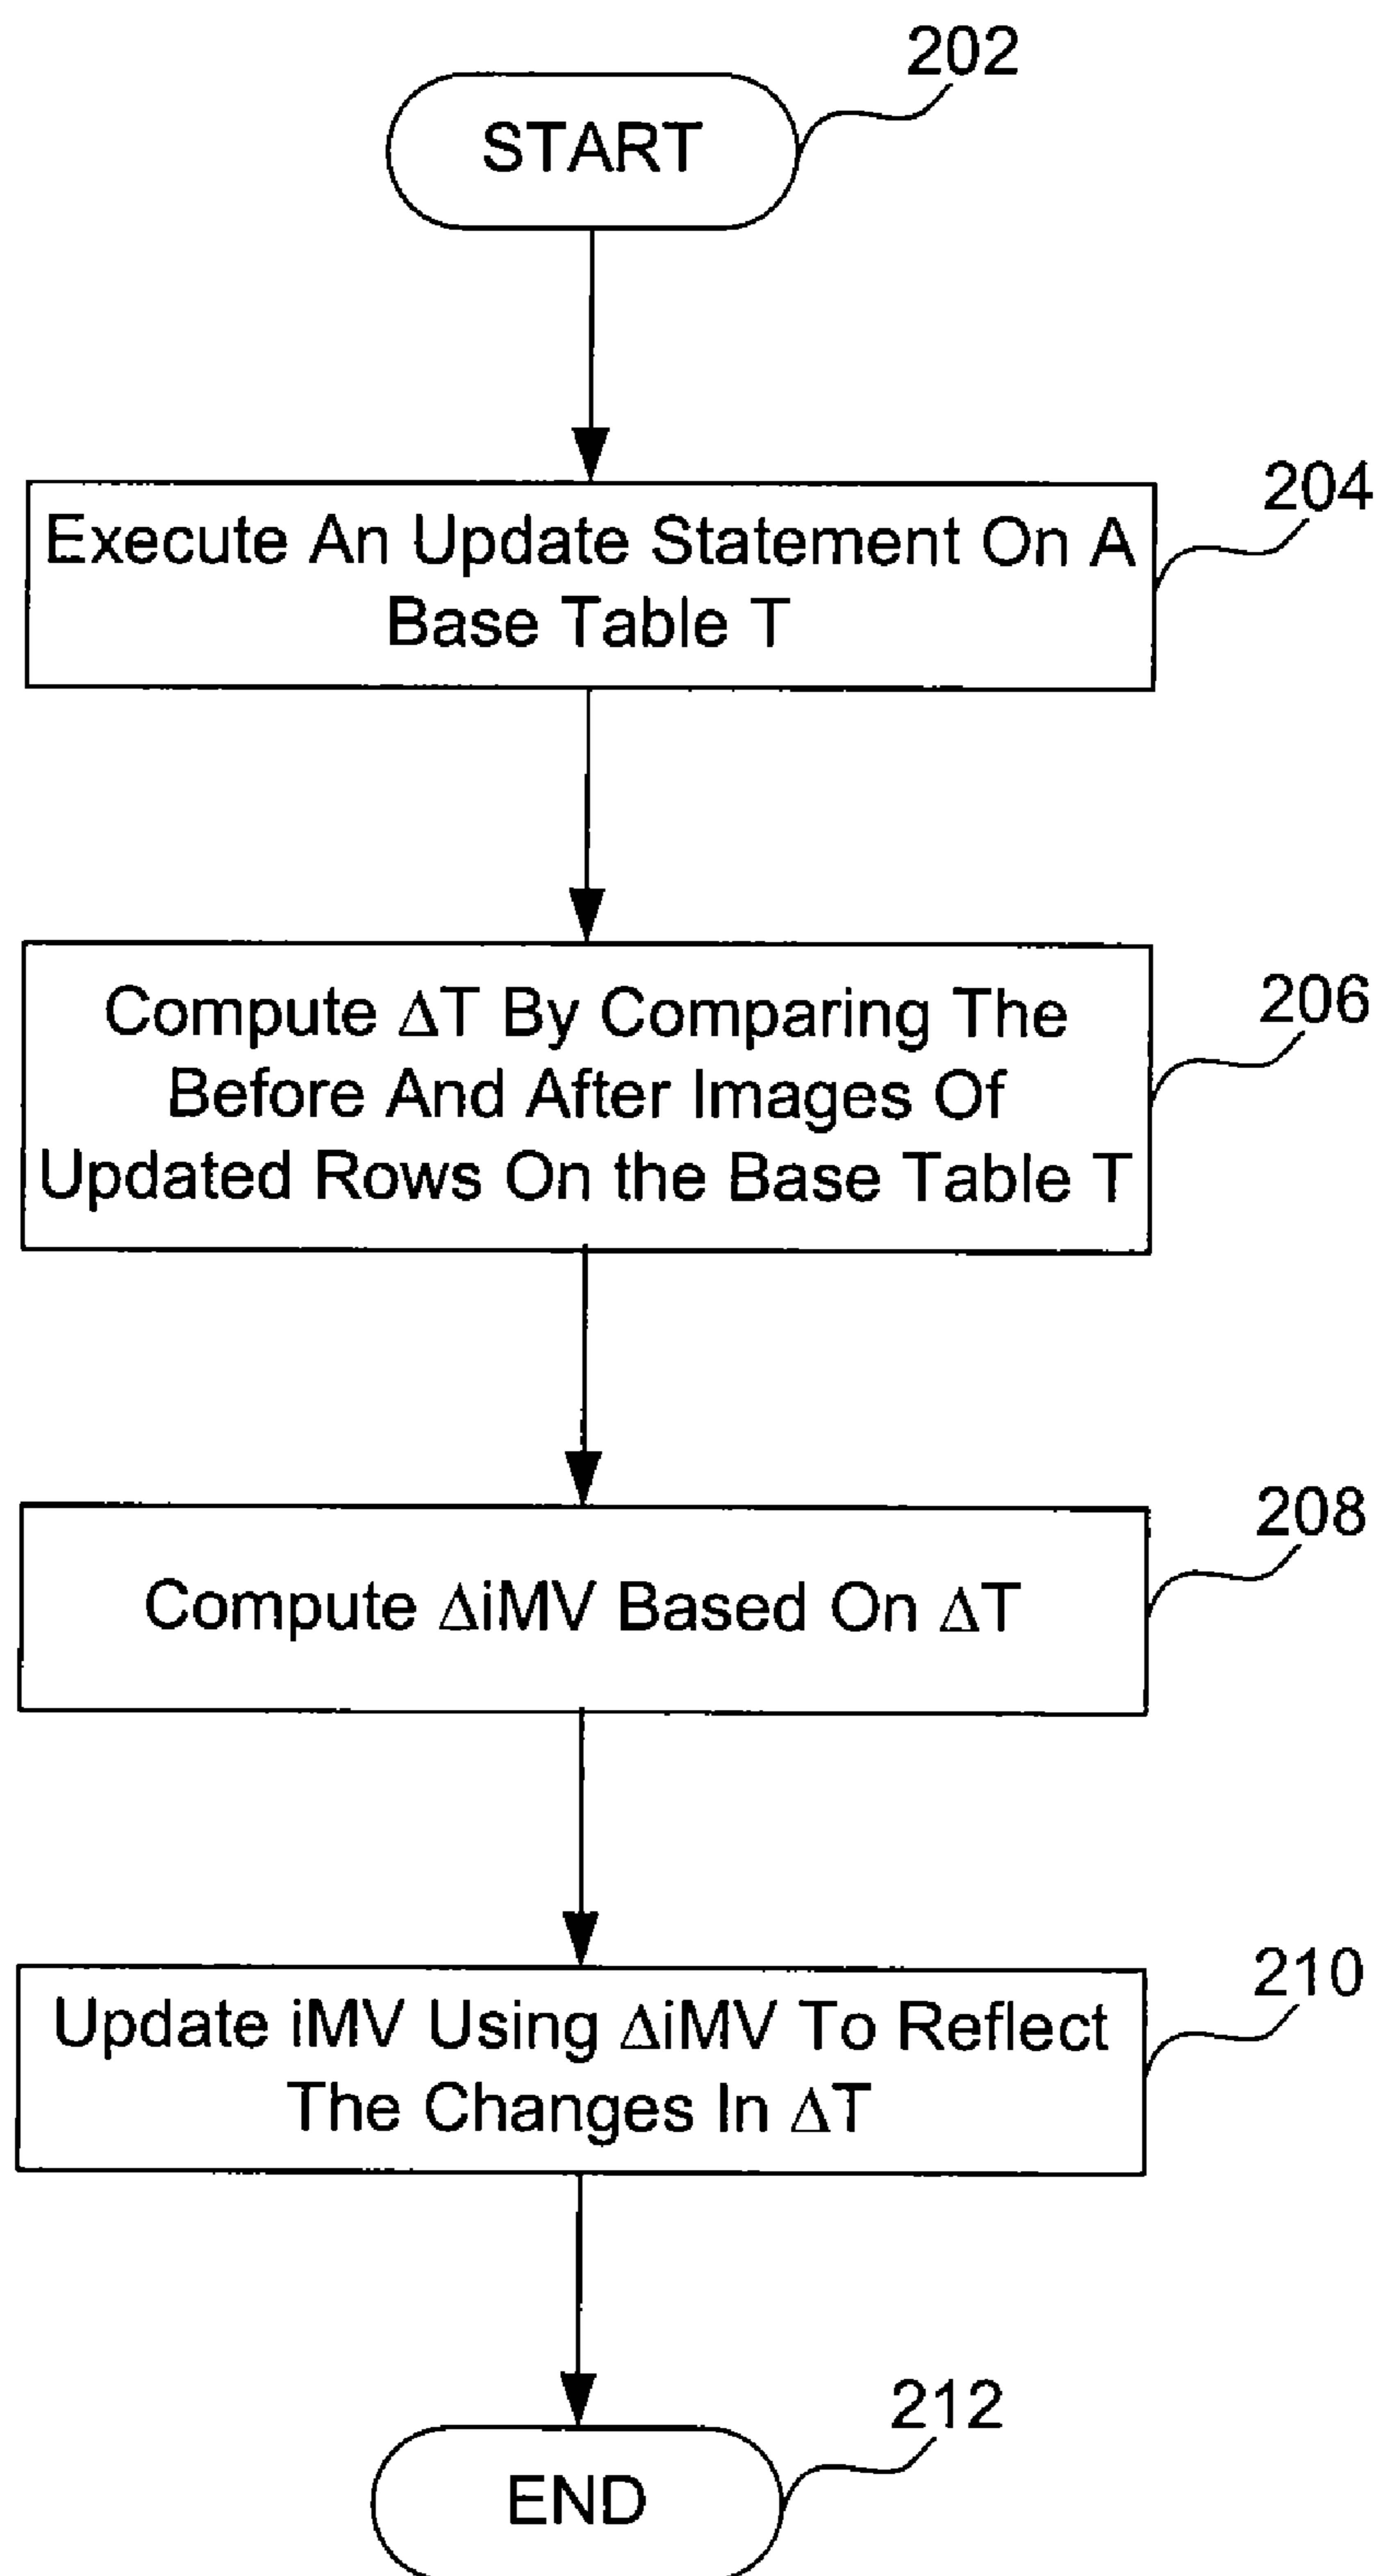 202
START
204
Execute An Update Statement On A
Base Table T
206
Compute ΔT By Comparing The
Before And After Images Of
Updated Rows On the Base Table T
208
Compute ΔiMV Based On ΔT
210
Update iMV Using ΔiMV To Reflect
The Changes In ΔT
212
END